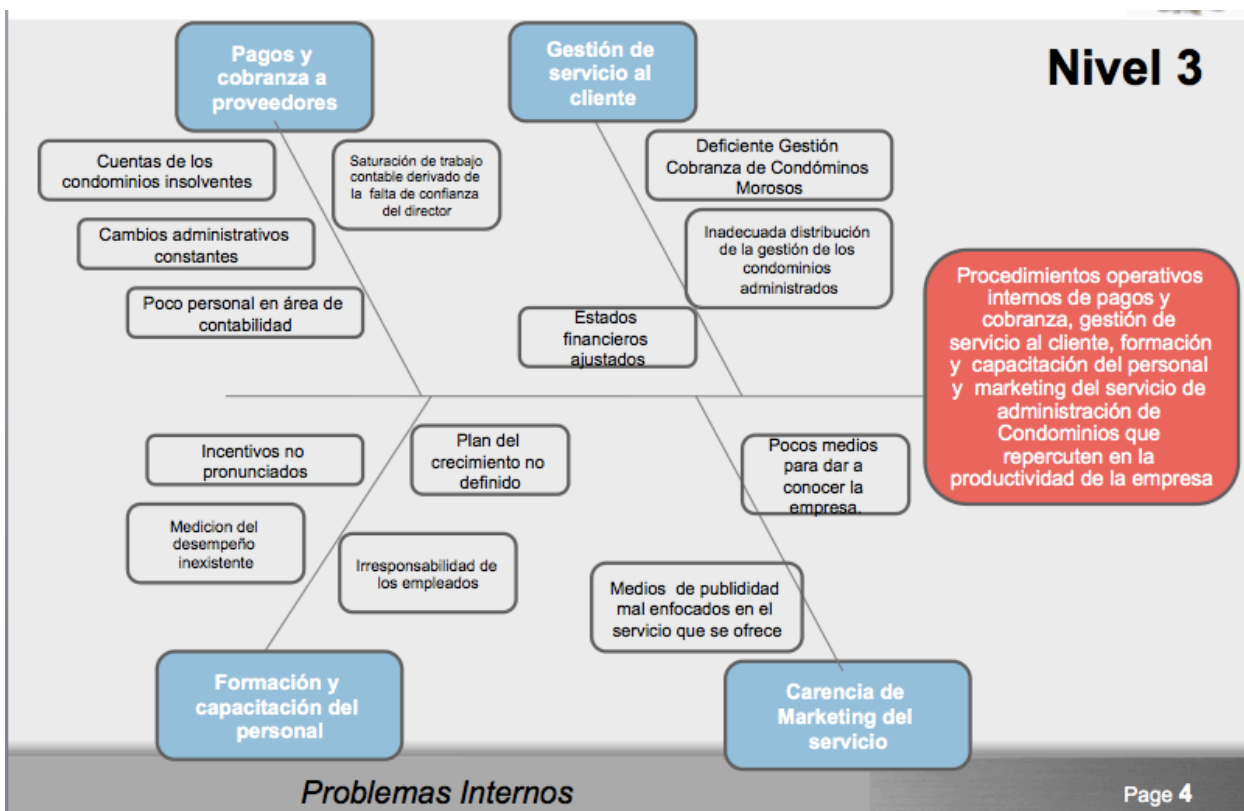 Nivel 3
Pagos y
cobranza a
proveedores
Gestión de
servicio al
cliente
Cuentas de los
condominios insolventes
Saturación de trabajo
contable derivado de
la falta de confianza
del director
Cambios administrativos
constantes
Poco personal en área de
contabilidad
Deficiente Gestión
Cobranza de Condóminos
Morosos
Inadecuada distribución
de la gestión de los
condominios
administrados
Estados
financieros
ajustados
Procedimientos operativos
internos de pagos y
cobranza, gestión de
servicio al cliente, formación
y capacitación del personal
y marketing del servicio de
administración de
Condominios que
repercuten en la
productividad de la empresa
Incentivos no
pronunciados
Plan del
crecimiento no
definido
Medicion del
desempeño
inexistente
Irresponsabilidad de
los empleados
Pocos medios
para dar a
conocer la
empresa.
Medios de publididad
mal enfocados en el
servicio que se ofrece
Formación y
capacitación del
personal
Carencia de
Marketing del
servicio
Problemas Internos
Page 4